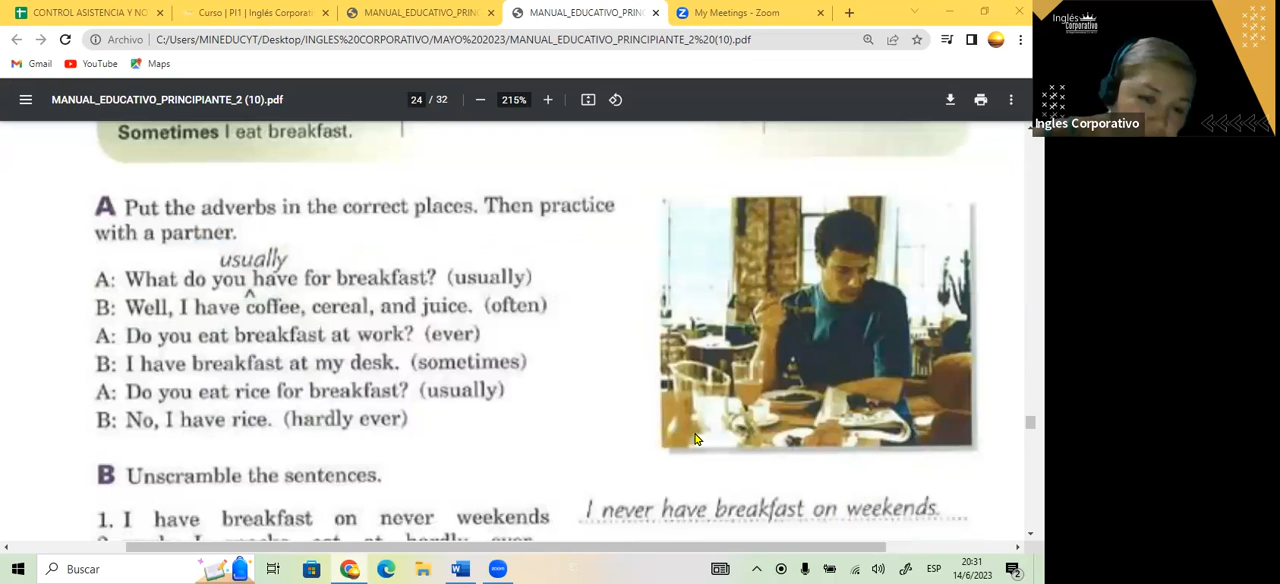 CONTROL ASISTENCIA Y NO
Curso | PI1 | Inglés Corporati
MANUAL_EDUCATIVO_PRIN
MANUAL_EDUCATIVO_PRIN
My Meetings - Zoom
Archivo C:/Users/MINEDUCYT/Desktop/INGLES%20CORPORATIVO/MAYO%202023/MANUAL_EDUCATIVO_PRINCIPIANTE_2%20(10).pdf
Gmail YouTube Maps
MANUAL_EDUCATIVO_PRINCIPIANTE_2 (10).pdf 24 / 32 215%
Inglés
Corporativo
Ingles Corporativo
Sometimes I eat breakfast.
A Put the adverbs in the correct places. Then practice
with a partner.
usually
A: What do you have for breakfast? (usually)
B: Well, I have coffee, cereal, and juice. (often)
A: Do you eat breakfast at work? (ever)
B: I have breakfast at my desk. (sometimes)
A: Do you eat rice for breakfast? (usually)
B: No, I have rice. (hardly ever)
B Unscramble the sentences.
1. I have breakfast on never weekends I never have breakfast on weekends.
Buscar
ESP
20:31
14/6/2023
2